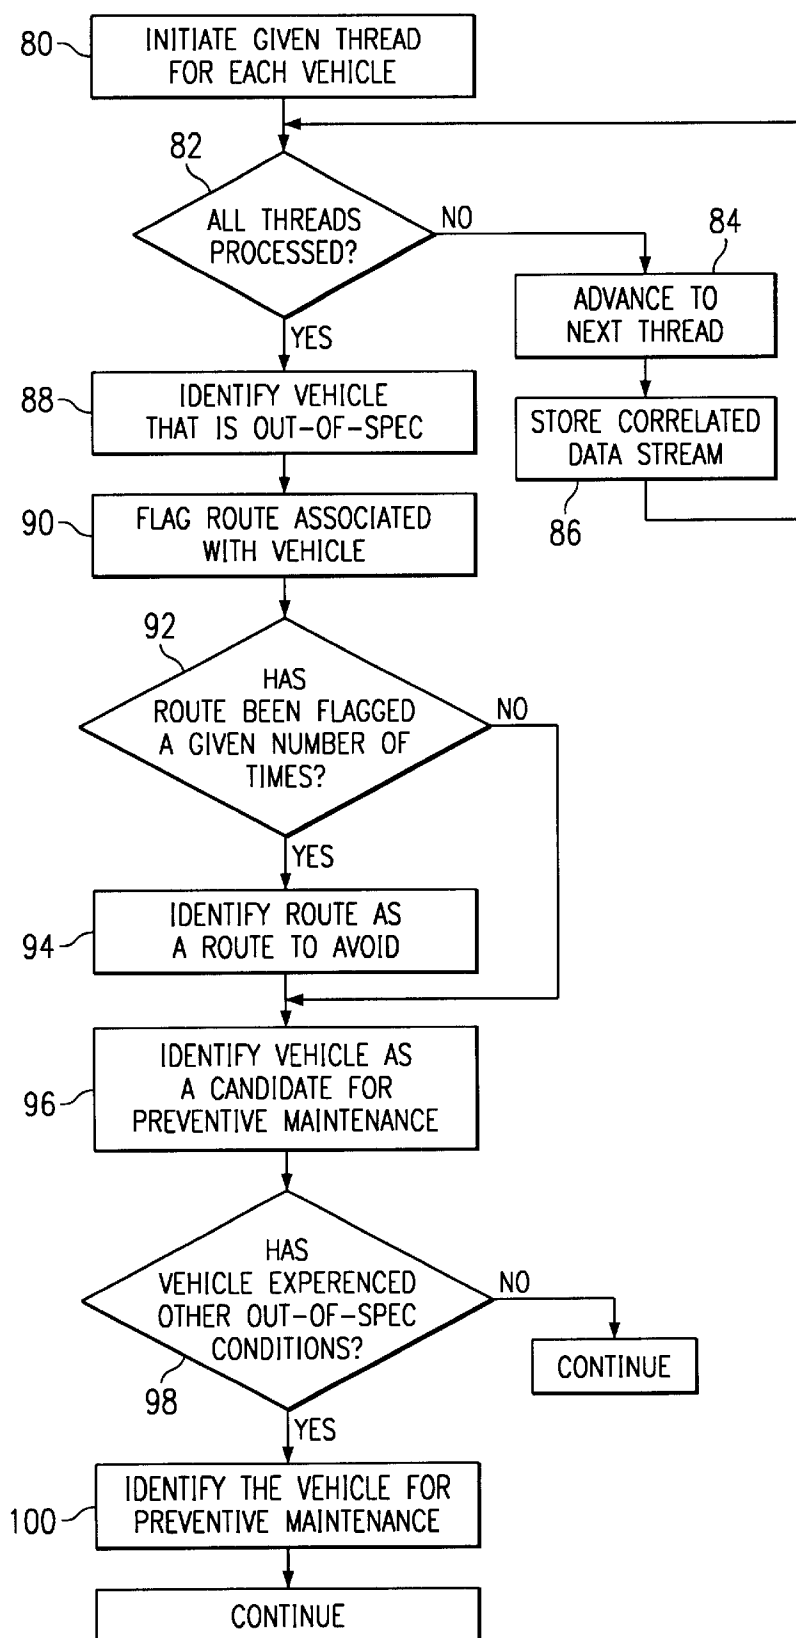 80
INITIATE GIVEN THREAD
FOR EACH VEHICLE
82
ALL THREADS
PROCESSED?
NO
84
ADVANCE TO
NEXT THREAD
YES
88
IDENTIFY VEHICLE
THAT IS OUT-OF-SPEC
STORE CORRELATED
DATA STREAM
86
90
FLAG ROUTE ASSOCIATED
WITH VEHICLE
92
HAS
ROUTE BEEN FLAGGED
A GIVEN NUMBER OF
TIMES?
NO
YES
94
IDENTIFY ROUTE AS
A ROUTE TO AVOID
96
IDENTIFY VEHICLE AS
A CANDIDATE FOR
PREVENTIVE MAINTENANCE
HAS
VEHICLE EXPERENCED
OTHER OUT-OF-SPEC
CONDITIONS?
NO
CONTINUE
98
YES
100
IDENTIFY THE VEHICLE FOR
PREVENTIVE MAINTENANCE
CONTINUE